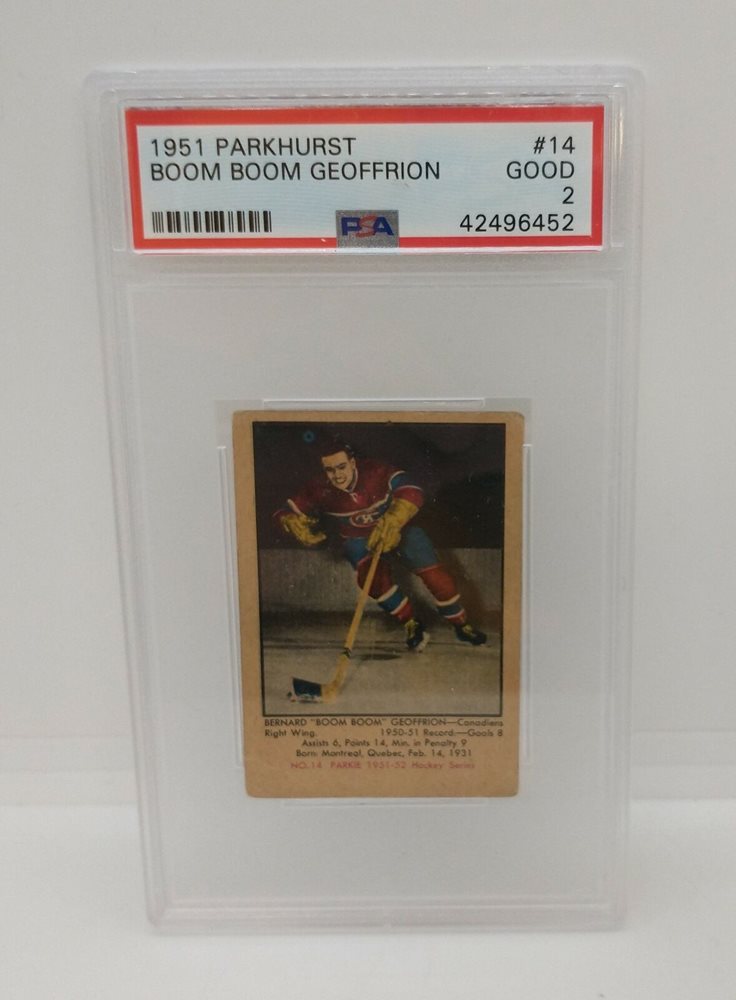 1951 PARKHURST #14
BOOM BOOM GEOFFRION GOOD
2
PSA 42496452
BERNARD "BOOM BOOM" GEOFFRION—Canadiens
Right Wing. 1950-51 Record:—Goals 8
Assists 6, Points 14, Min. in Penalty 9
Born: Montreal, Quebec, Feb. 14, 1931
NO.14 PARKIE 1951-52 Hockey Series